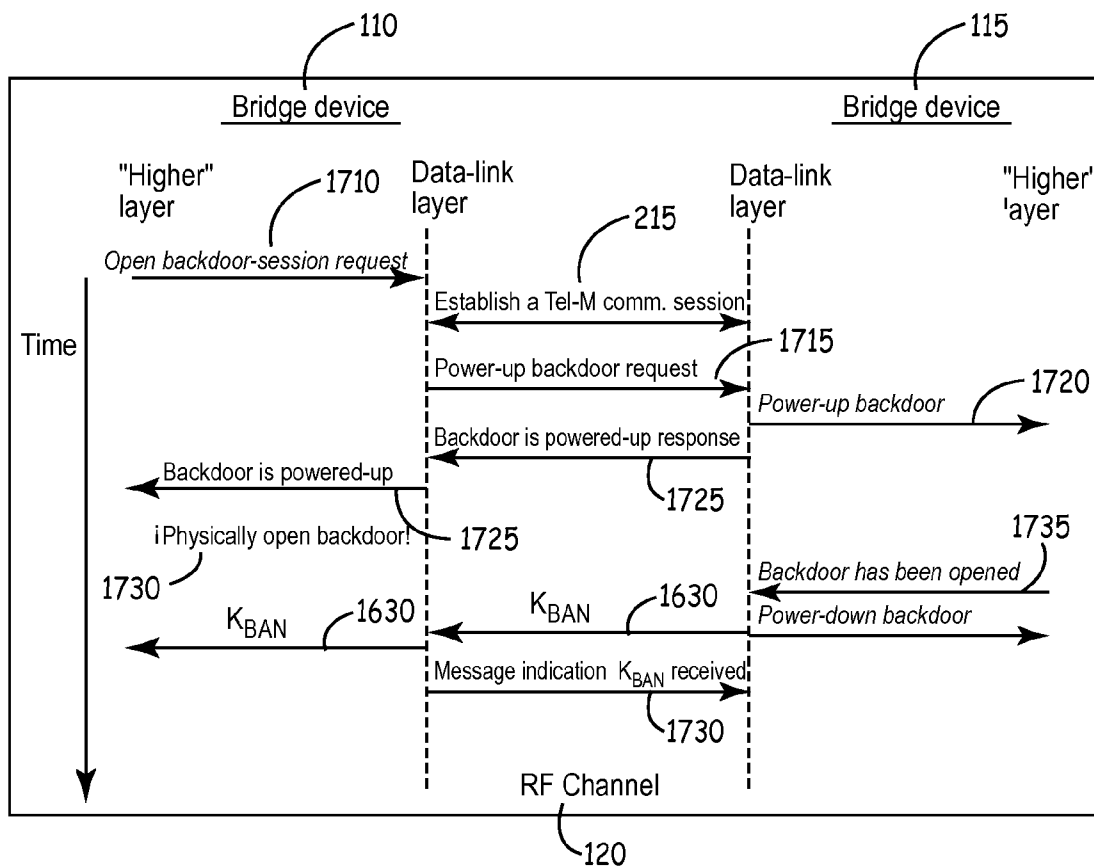 110
115
Bridge device
Bridge device
"Higher"
layer
1710
Data-link
layer
215
Data-link
layer
"Higher"
layer
Open backdoor-session request
Establish a Tel-M comm. session
Time
Power-up backdoor request
1715
Power-up backdoor
1720
Backdoor is powered-up response
1725
Backdoor is powered-up
1725
¡Physically open backdoor!
1730
1735
Backdoor has been opened
KBAN
1630
KBAN
1630
Power-down backdoor
Message indication KBAN received
1730
RF Channel
120